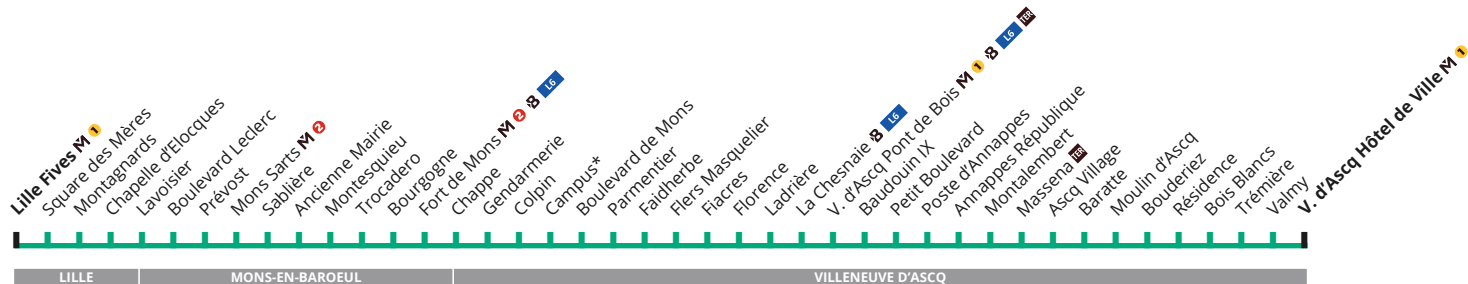 Lille Fives M 1
Square des Mères
Montagnards
Chapelle d'Elocques
Lavoisier
Boulevard Leclerc
Prévost
Mons Sarts M 2
Sablière
Ancienne Mairie
Montesquieu
Trocadero
Bourgogne
Fort de Mons M 2 B L6
Chappe
Gendarmerie
Colpin
Campus*
Boulevard de Mons
Parmentier
Faidherbe
Flers Masquelier
Fiacres
Florence
Ladrière
La Chesnaie B L6
V. d'Ascq Pont de Bois M 1 B L6 TER
Baudouin IX
Petit Boulevard
Poste d'Annappes
Annappes République
Montalembert
Massena TER
Ascq Village
Baratte
Moulin d'Ascq
Bouderiez
Résidence
Bois Blancs
Trémière
Valmy
V. d'Ascq Hôtel de Ville M 1
LILLE
MONS-EN-BAROEUL
VILLENEUVE D'ASCQ